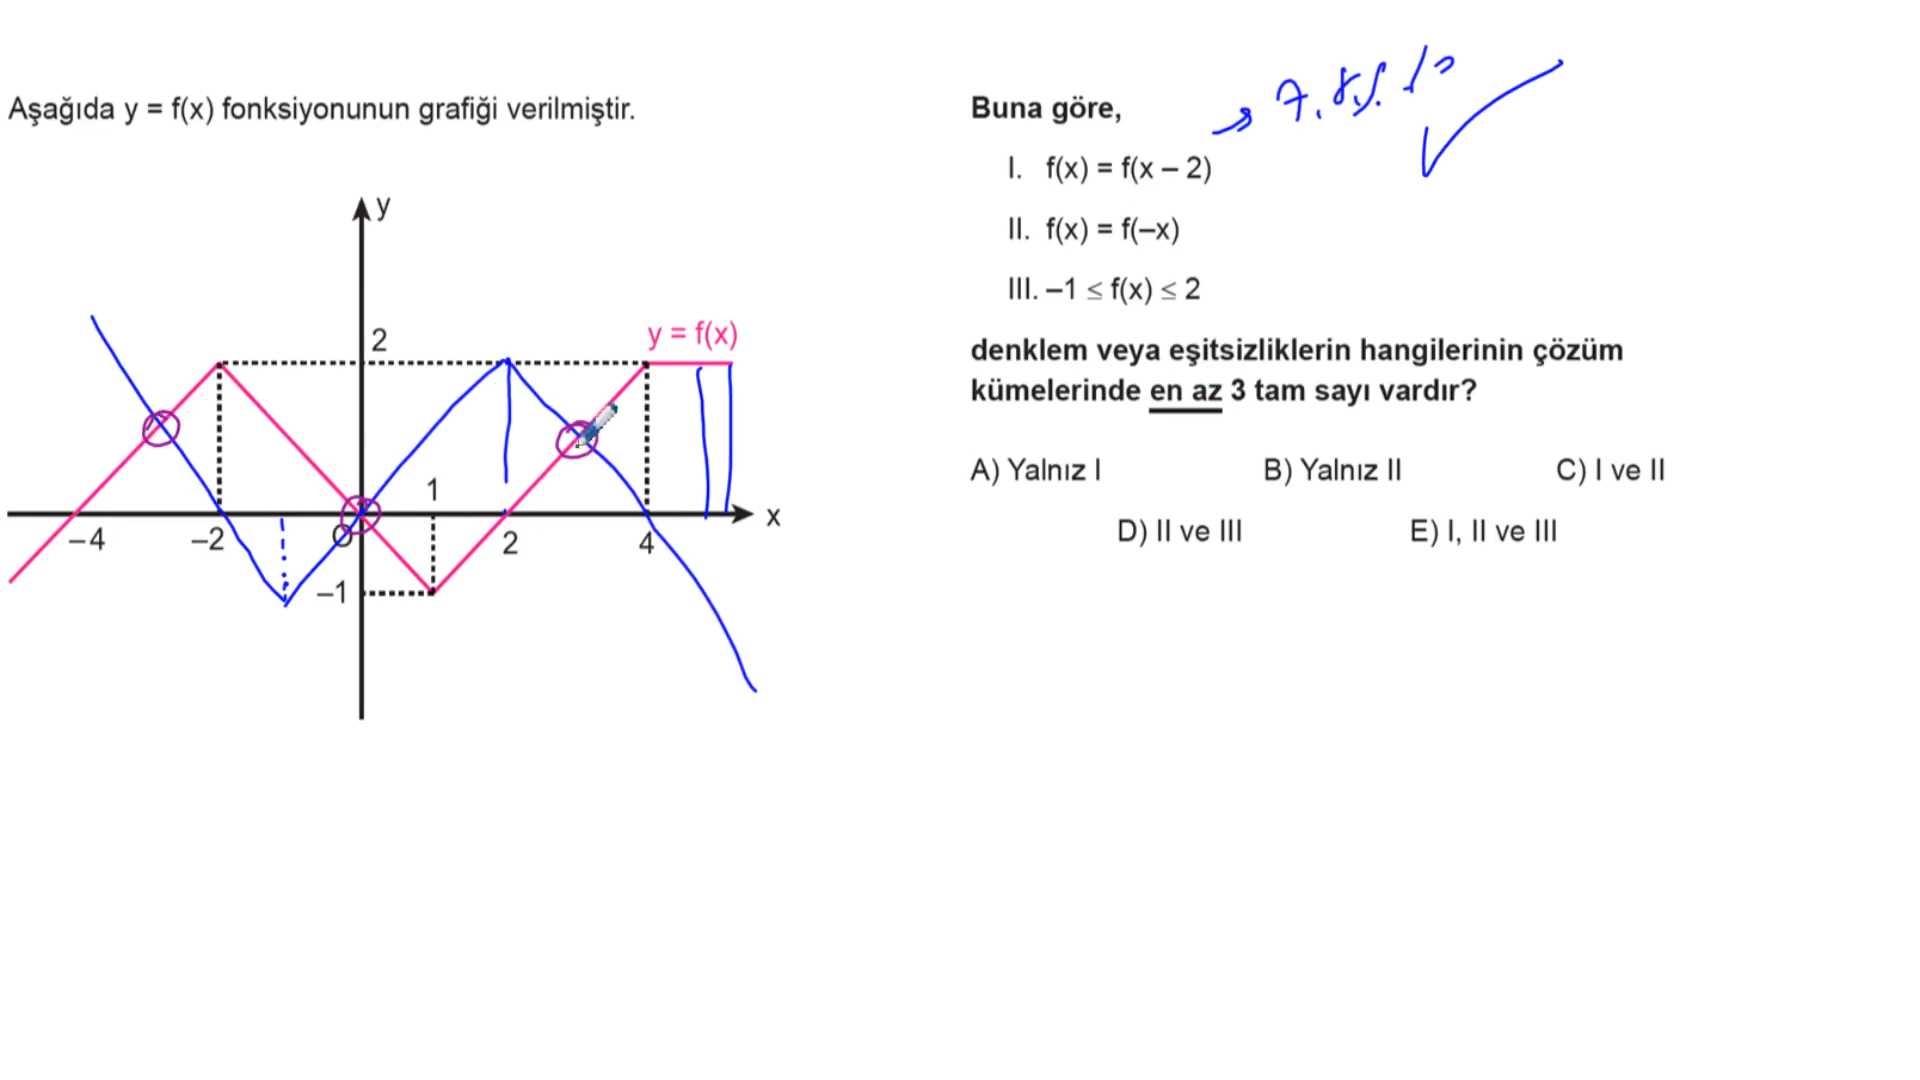 Aşağıda y = f(x) fonksiyonunun grafiği verilmiştir.
y
2
y = f(x)
1
x
–4
–2
O
2
4
–1
Buna göre,
I. f(x) = f(x – 2)
II. f(x) = f(–x)
III. –1 ≤ f(x) ≤ 2
denklem veya eşitsizliklerin hangilerinin çözüm
kümelerinde en az 3 tam sayı vardır?
A) Yalnız I
B) Yalnız II
C) I ve II
D) II ve III
E) I, II ve III